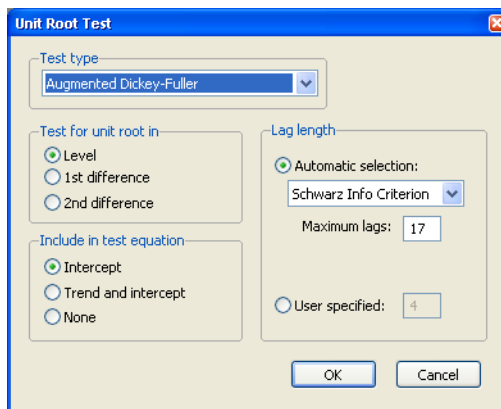 Unit Root Test
Test type
Augmented Dickey-Fuller
Test for unit root in
Level
1st difference
2nd difference
Include in test equation
Intercept
Trend and intercept
None
Lag length
Automatic selection:
Schwarz Info Criterion
Maximum lags: 17
User specified: 4
OK Cancel